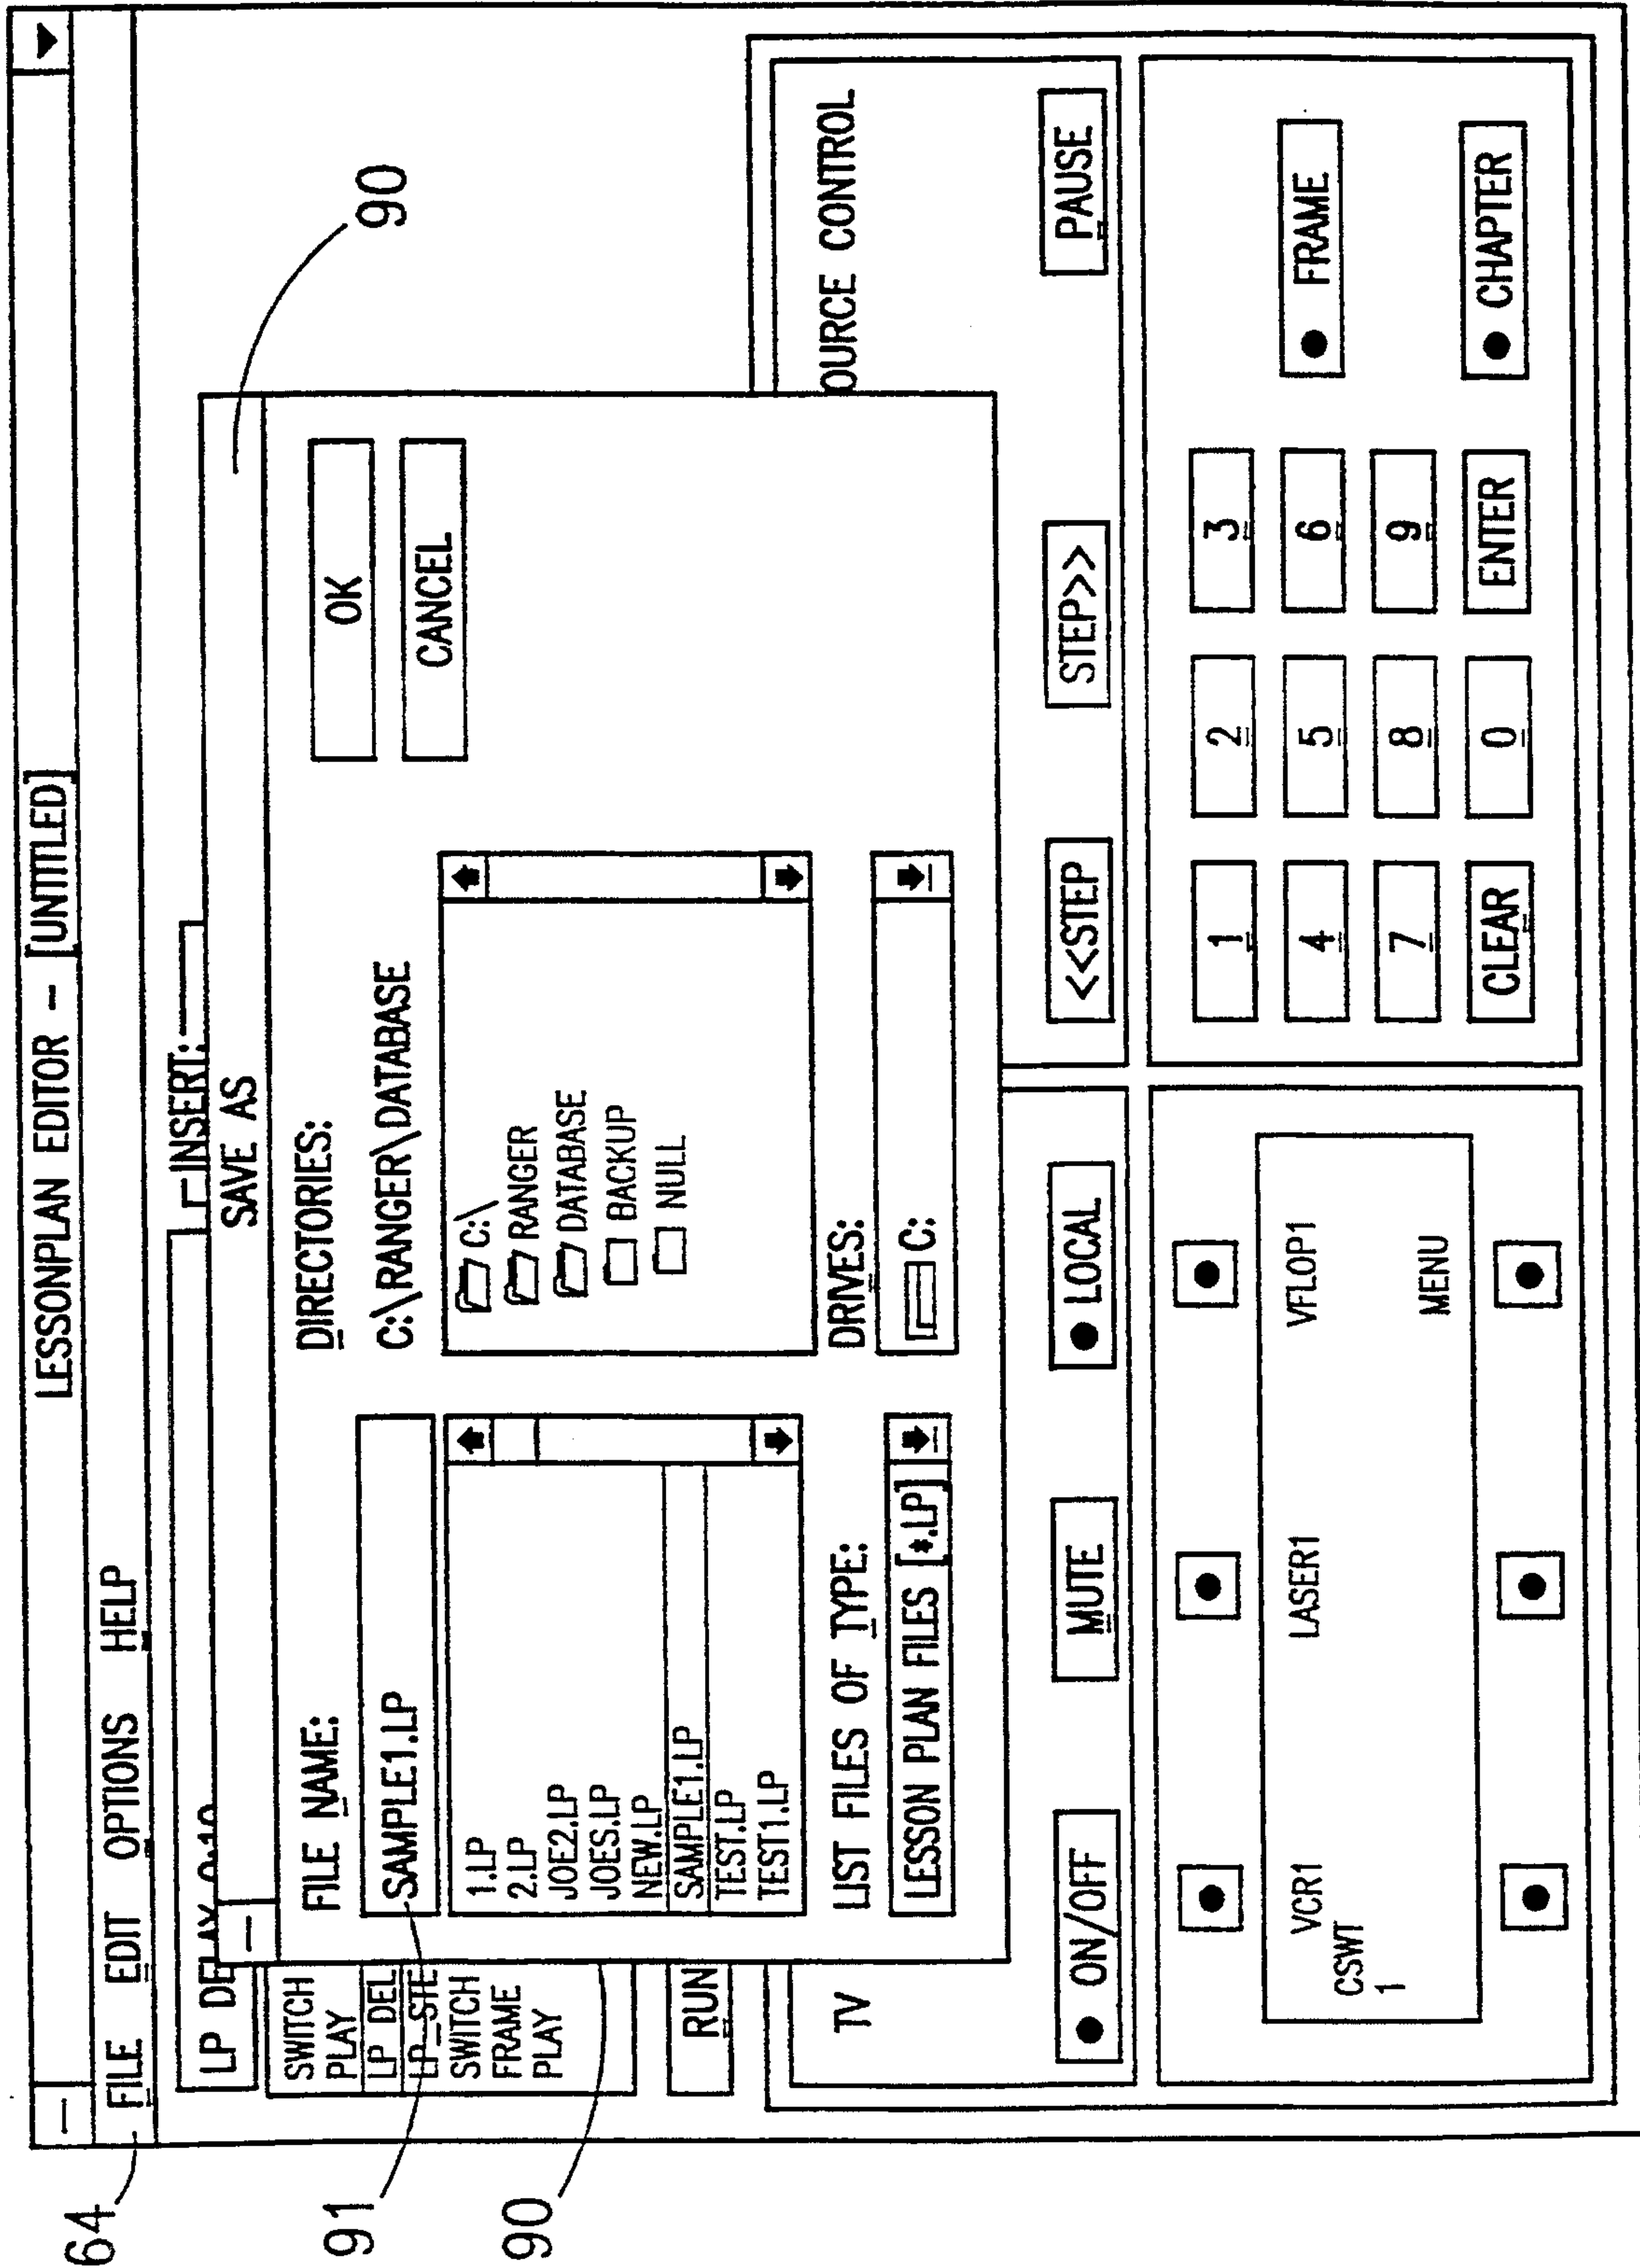 LESSONPLAN EDITOR - [UNTITLED]
64
FILE EDIT OPTIONS HELP
LP DELAY 0:10
INSERT:
SAVE AS
90
SWITCH
PLAY
LP DEL
LP_STE
SWITCH
FRAME
PLAY
RUN
91
90
FILE NAME:
SAMPLE1.LP
1.LP
2.LP
JOE2.LP
JOES.LP
NEW.LP
SAMPLE1.LP
TEST.LP
TEST1.LP
LIST FILES OF TYPE:
LESSON PLAN FILES [*.LP]
DIRECTORIES:
C:\RANGER\DATABASE
C:\
RANGER
DATABASE
BACKUP
NULL
DRIVES:
C:
OK
CANCEL
TV
OURCE CONTROL
ON/OFF MUTE LOCAL
<<STEP STEP>> PAUSE
VCR1 LASER1 VFLOP1
CSWT
1 MENU
1 2 3
4 5 6 FRAME
7 8 9
CLEAR 0 ENTER CHAPTER